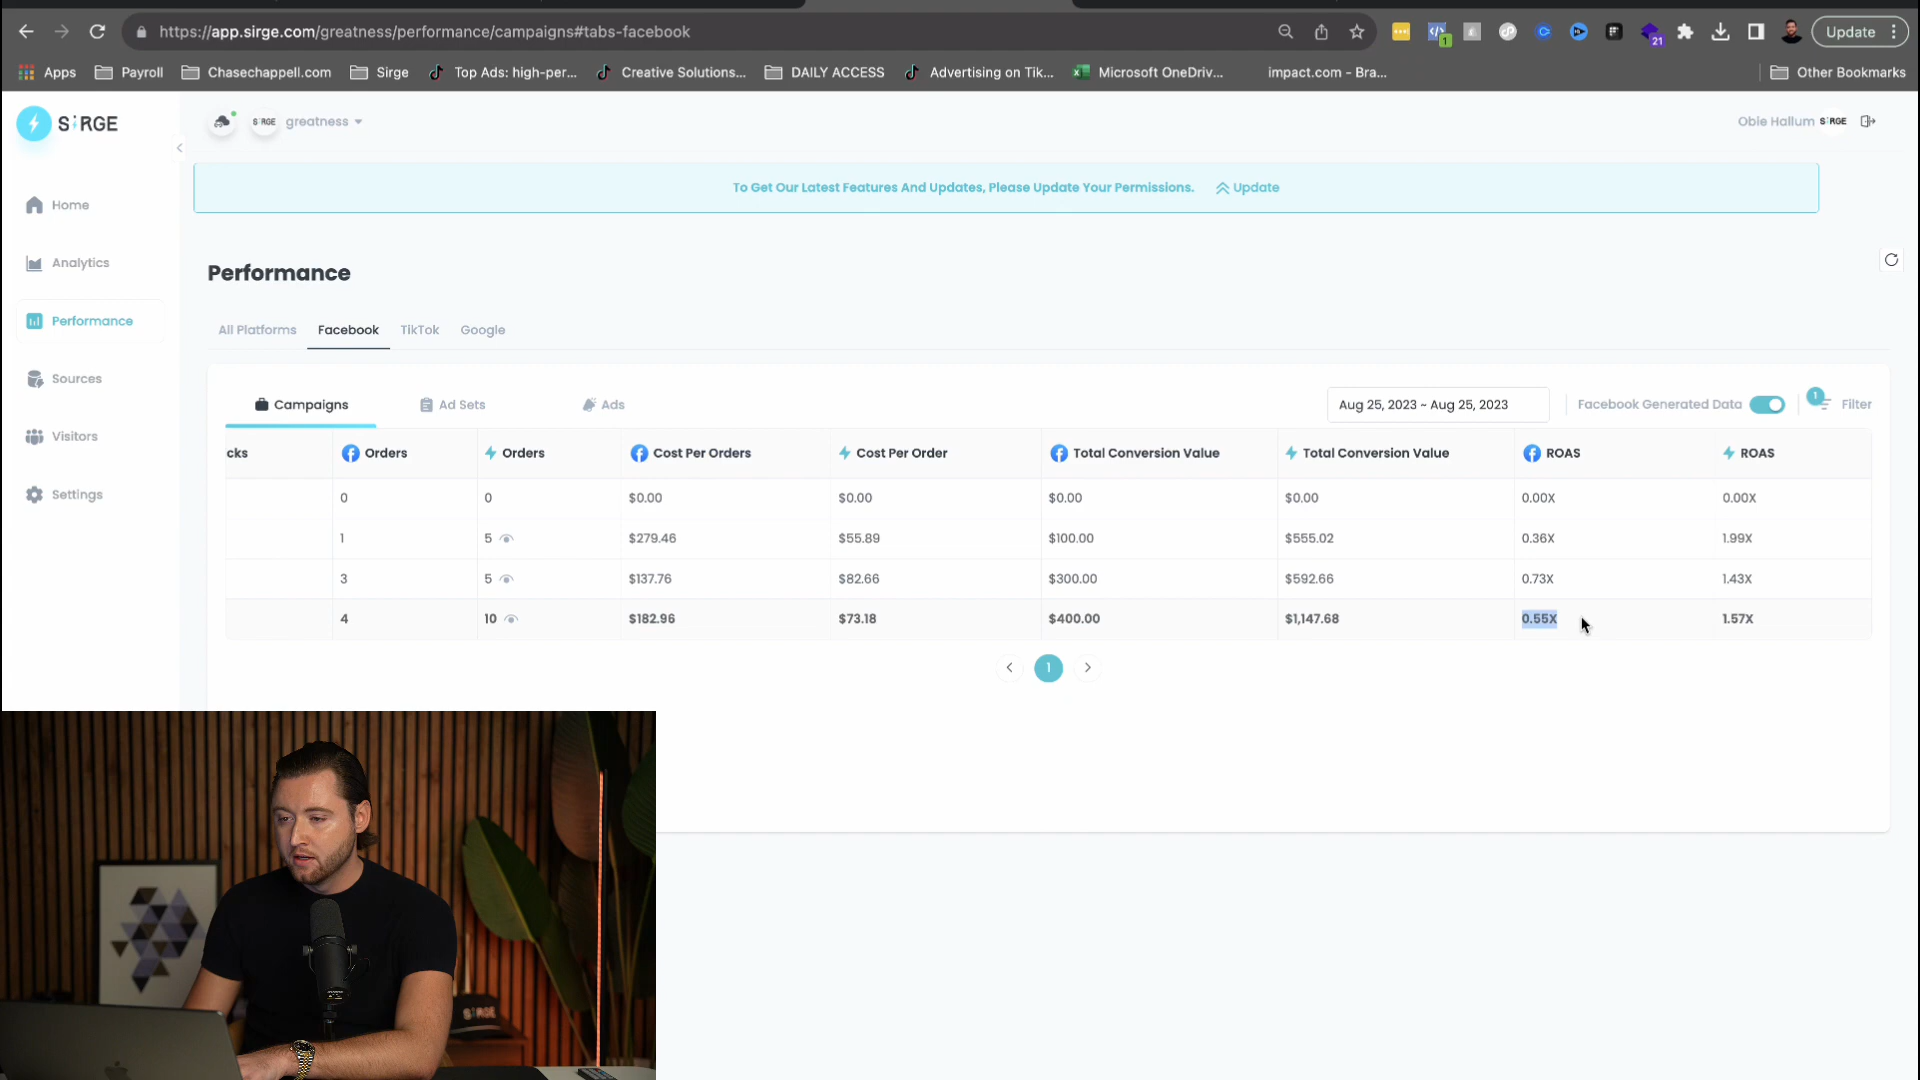 https://app.sirge.com/greatness/performance/campaigns#tabs-facebook
1
21
Update
Apps
Payroll
Chasechappell.com
Sirge
Top Ads: high-per...
Creative Solutions...
DAILY ACCESS
Advertising on Tik...
Microsoft OneDriv...
impact.com - Bra...
Other Bookmarks
SIRGE
SIRGE
greatness
Obie Hallum
SIRGE
To Get Our Latest Features And Updates, Please Update Your Permissions.
Update
Home
Analytics
Performance
Sources
Visitors
Settings
Performance
All Platforms
Facebook
TikTok
Google
Campaigns
Ad Sets
Ads
Aug 25, 2023 ~ Aug 25, 2023
Facebook Generated Data
1
Filter
cks Orders Orders Cost Per Orders Cost Per Order Total Conversion Value Total Conversion Value ROAS ROAS
0 0 $0.00 $0.00 $0.00 $0.00 0.00X 0.00X
1 5 $279.46 $55.89 $100.00 $555.02 0.36X 1.99X
3 5 $137.76 $82.66 $300.00 $592.66 0.73X 1.43X
4 10 $182.96 $73.18 $400.00 $1,147.68 0.55X 1.57X
1
SIRGE